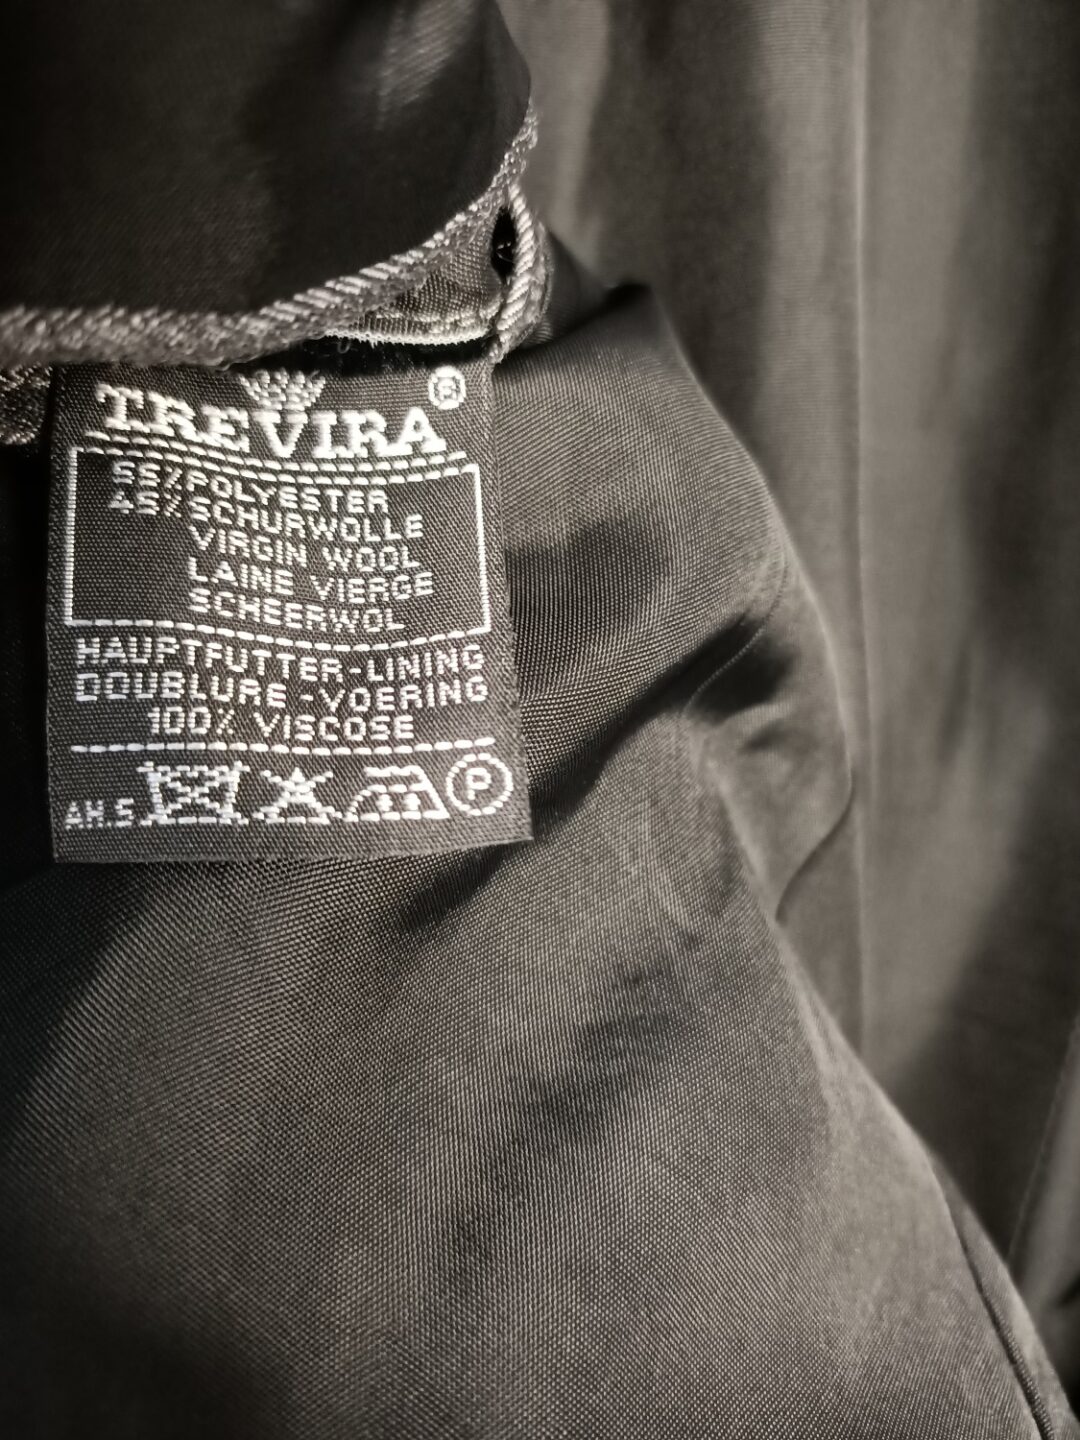 TREVIRA®
55% POLYESTER
45% SCHURWOLLE
VIRGIN WOOL
LAINE VIERGE
SCHEERWOL
HAUPTFUTTER-LINING
DOUBLURE-VOERING
100% VISCOSE
AH.5 P